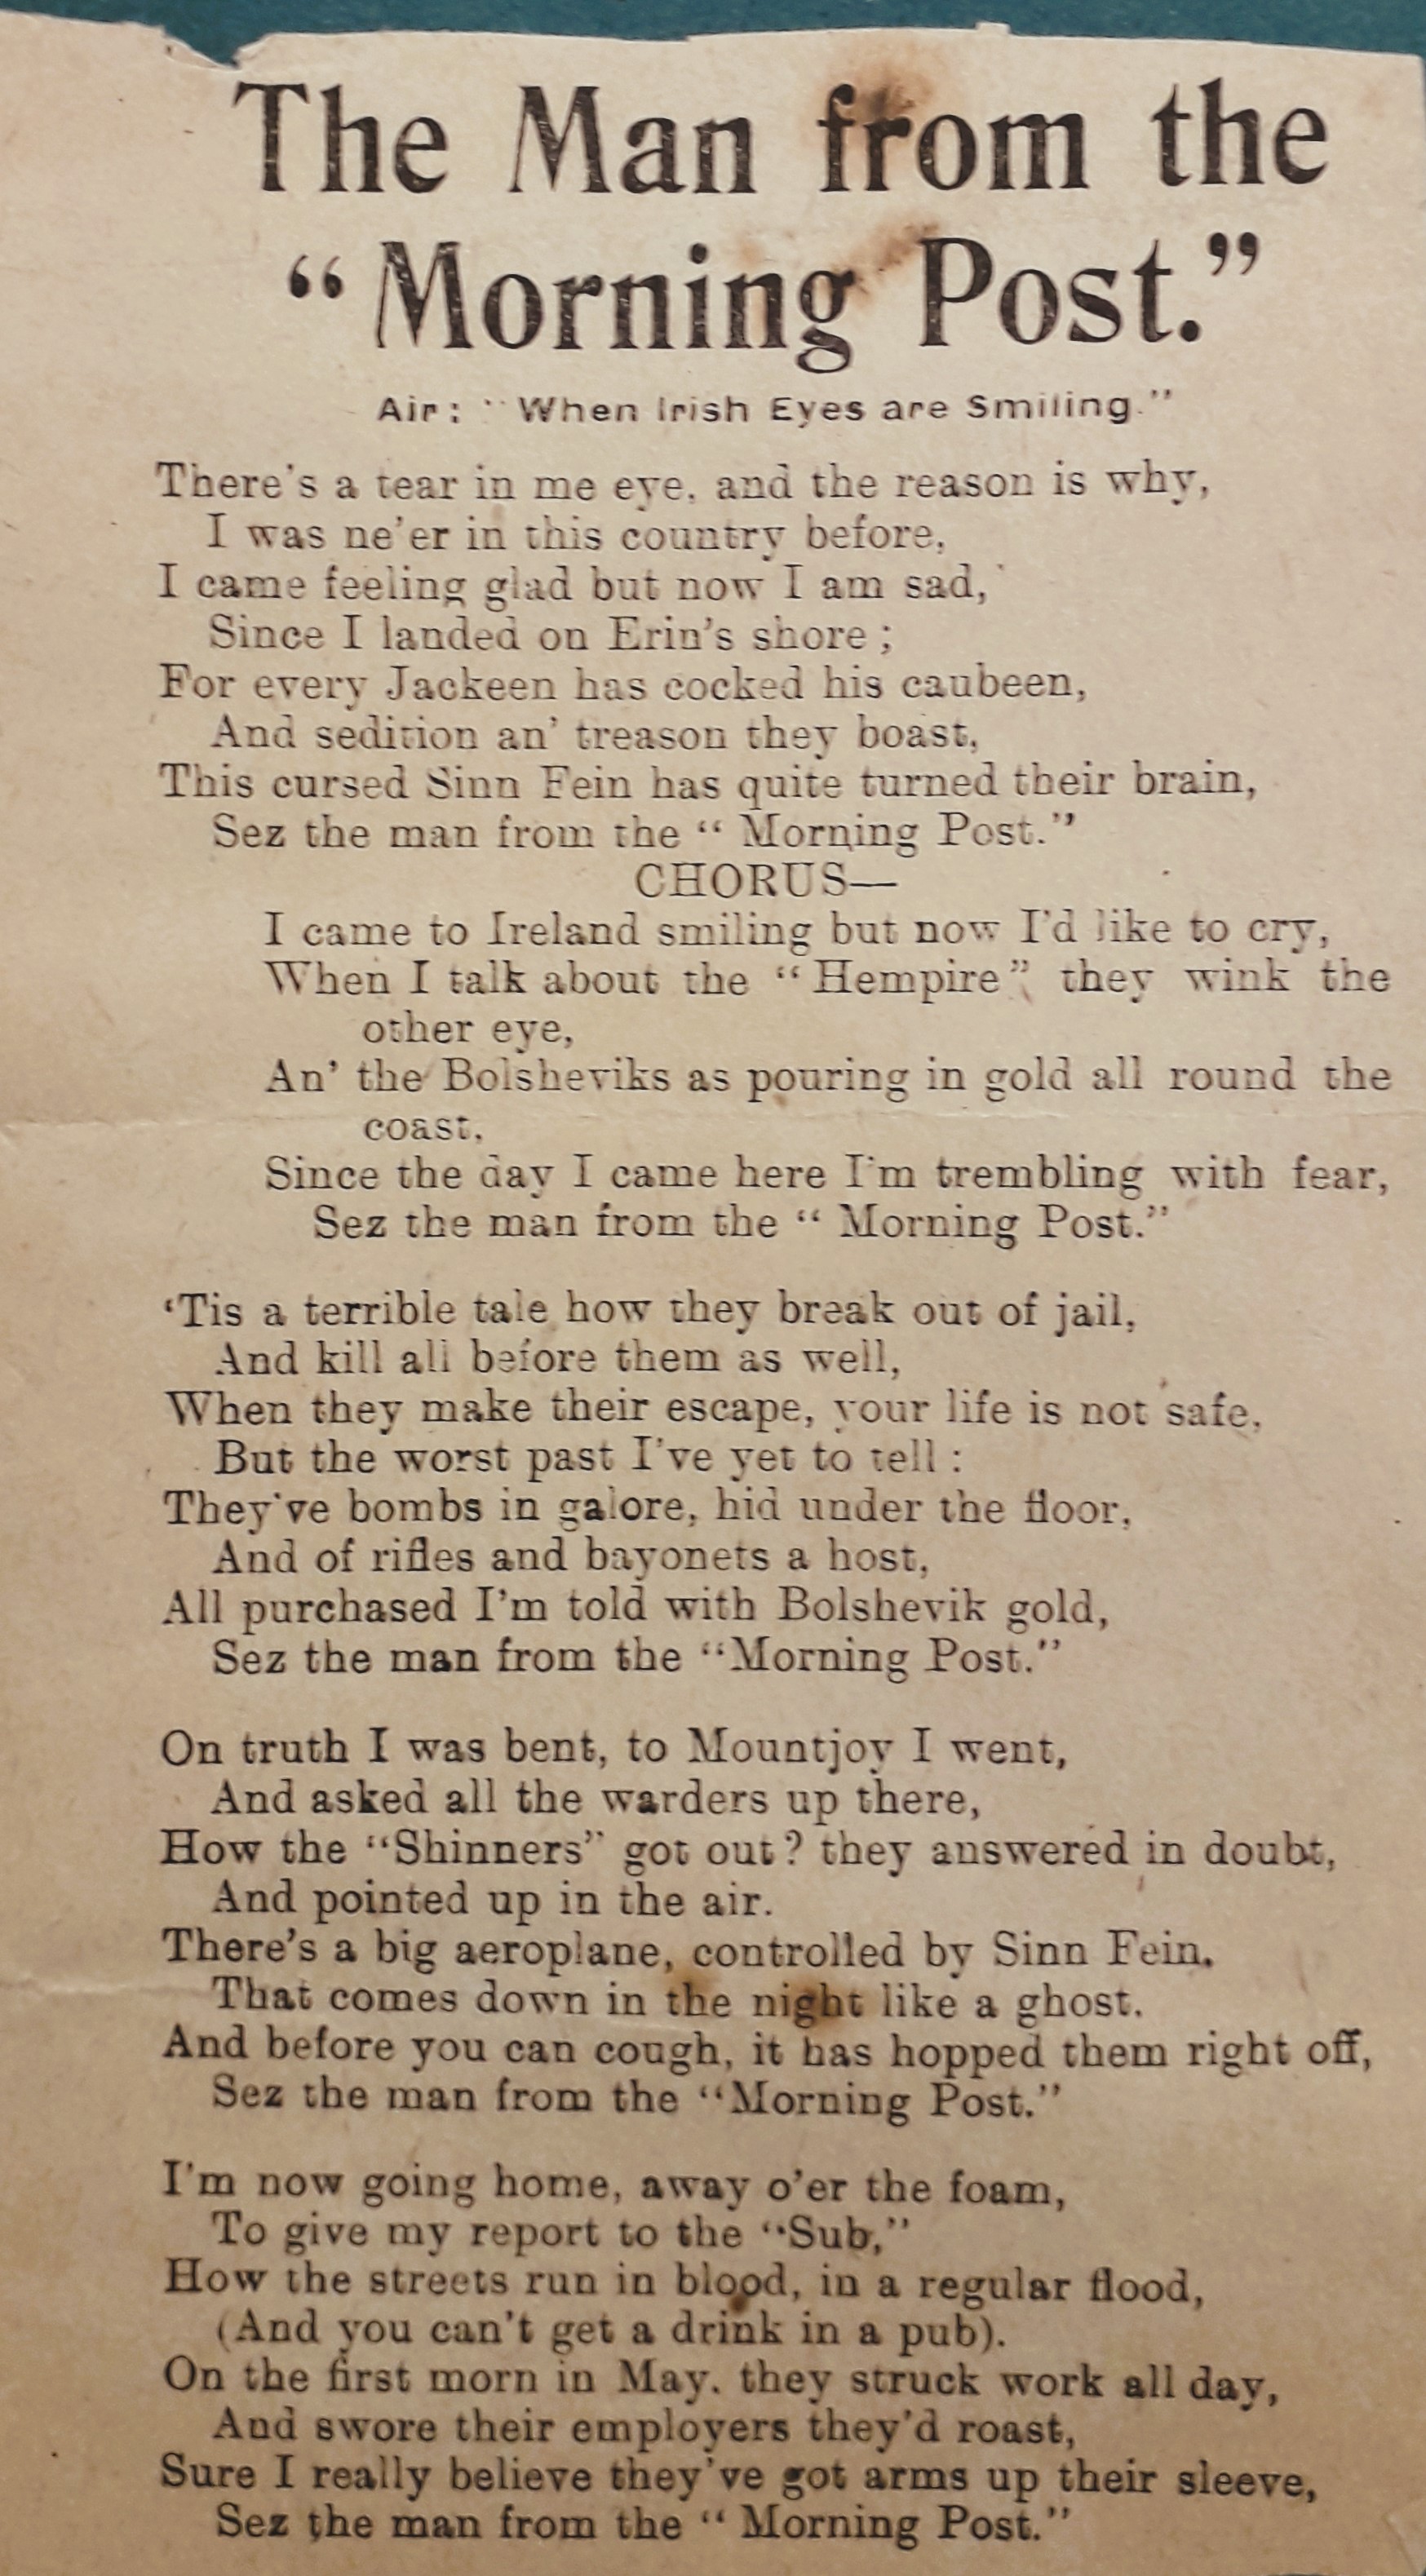 The Man from the
“Morning Post.”
Air: “When Irish Eyes are Smiling.”
There's a tear in me eye, and the reason is why,
I was ne'er in this country before,
I came feeling glad but now I am sad,
Since I landed on Erin's shore ;
For every Jackeen has cocked his caubeen,
And sedition an' treason they boast,
This cursed Sinn Fein has quite turned their brain,
Sez the man from the “ Morning Post.”
CHORUS—
I came to Ireland smiling but now I'd like to cry,
When I talk about the “ Hempire” they wink the
other eye,
An' the Bolsheviks as pouring in gold all round the
coast,
Since the day I came here I'm trembling with fear,
Sez the man from the “ Morning Post.”
‘Tis a terrible tale how they break out of jail,
And kill all before them as well,
When they make their escape, your life is not safe,
But the worst past I've yet to tell :
They've bombs in galore, hid under the floor,
And of rifles and bayonets a host,
All purchased I'm told with Bolshevik gold,
Sez the man from the “Morning Post.”
On truth I was bent, to Mountjoy I went,
And asked all the warders up there,
How the “Shinners” got out? they answered in doubt,
And pointed up in the air.
There's a big aeroplane, controlled by Sinn Fein.
That comes down in the night like a ghost.
And before you can cough, it has hopped them right off,
Sez the man from the “Morning Post.”
I'm now going home, away o'er the foam,
To give my report to the “Sub,”
How the streets run in blood, in a regular flood,
(And you can't get a drink in a pub).
On the first morn in May. they struck work all day,
And swore their employers they'd roast,
Sure I really believe they've got arms up their sleeve,
Sez the man from the “ Morning Post.”